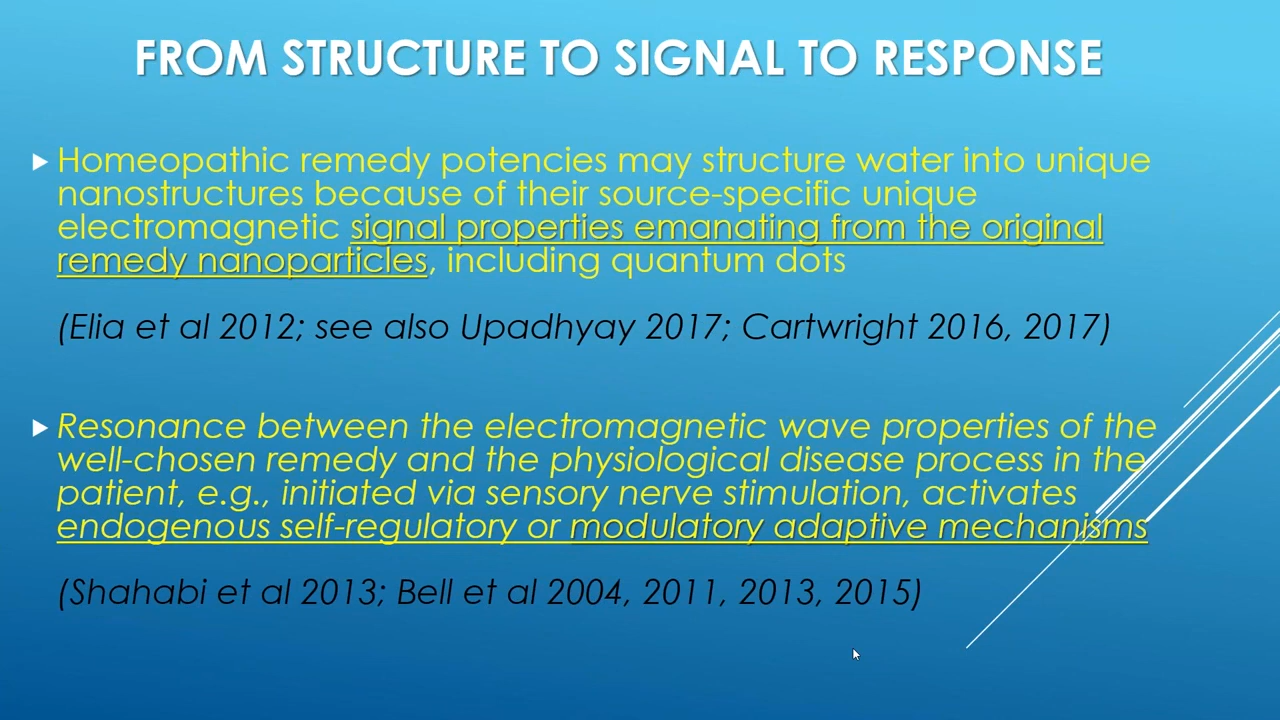 FROM STRUCTURE TO SIGNAL TO RESPONSE
Homeopathic remedy potencies may structure water into unique
nanostructures because of their source-specific unique
electromagnetic signal properties emanating from the original
remedy nanoparticles, including quantum dots
(Elia et al 2012; see also Upadhyay 2017; Cartwright 2016, 2017)
Resonance between the electromagnetic wave properties of the
well-chosen remedy and the physiological disease process in the
patient, e.g., initiated via sensory nerve stimulation, activates
endogenous self-regulatory or modulatory adaptive mechanisms
(Shahabi et al 2013; Bell et al 2004, 2011, 2013, 2015)